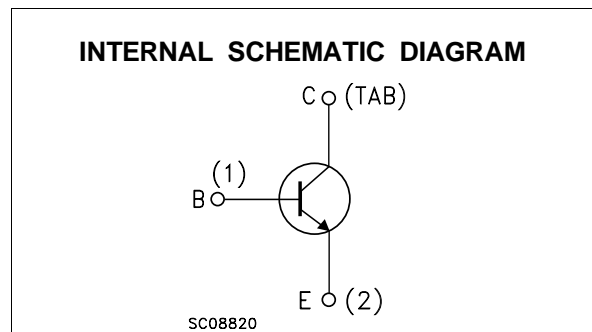 INTERNAL SCHEMATIC DIAGRAM
C (TAB)
(1)
B
E (2)
SC08820